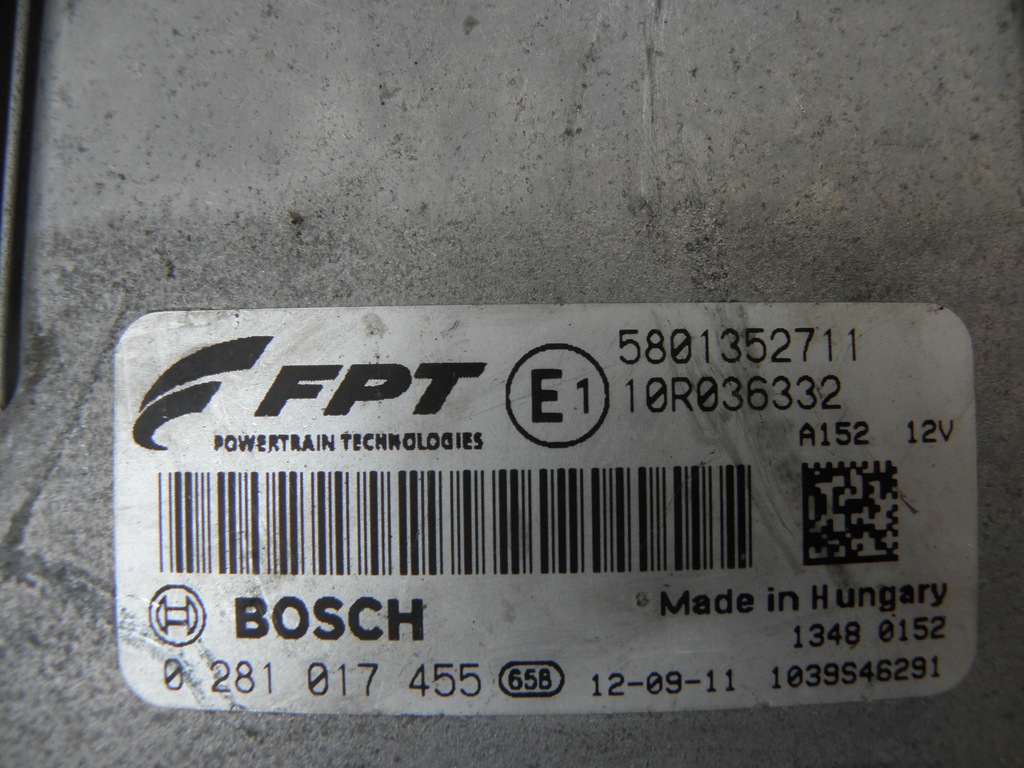 FPT
POWERTRAIN TECHNOLOGIES
E1
5801352711
10R036332
A152 12V
BOSCH
Made in Hungary
1348 0152
0 281 017 455 658 12-09-11 1039S46291